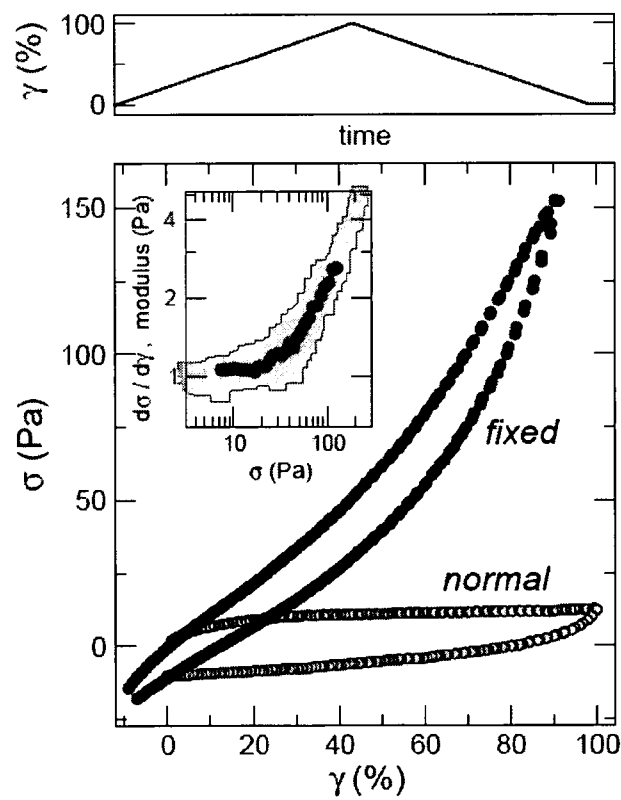 100
γ (%)
0
time
150
100
50
0
σ (Pa)
4
2
1
dσ / dγ , modulus (Pa)
10 100
σ (Pa)
fixed
normal
0 20 40 60 80 100
γ (%)